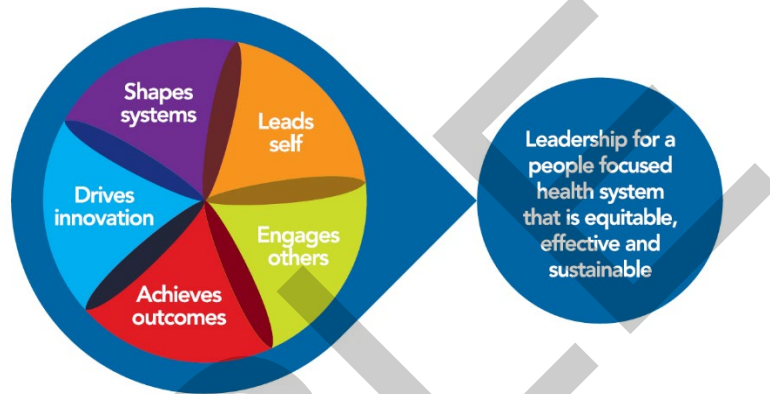 Shapes
systems
Leads
self
Engages
others
Achieves
outcomes
Drives
innovation
Leadership for a
people focused
health system
that is equitable,
effective and
sustainable